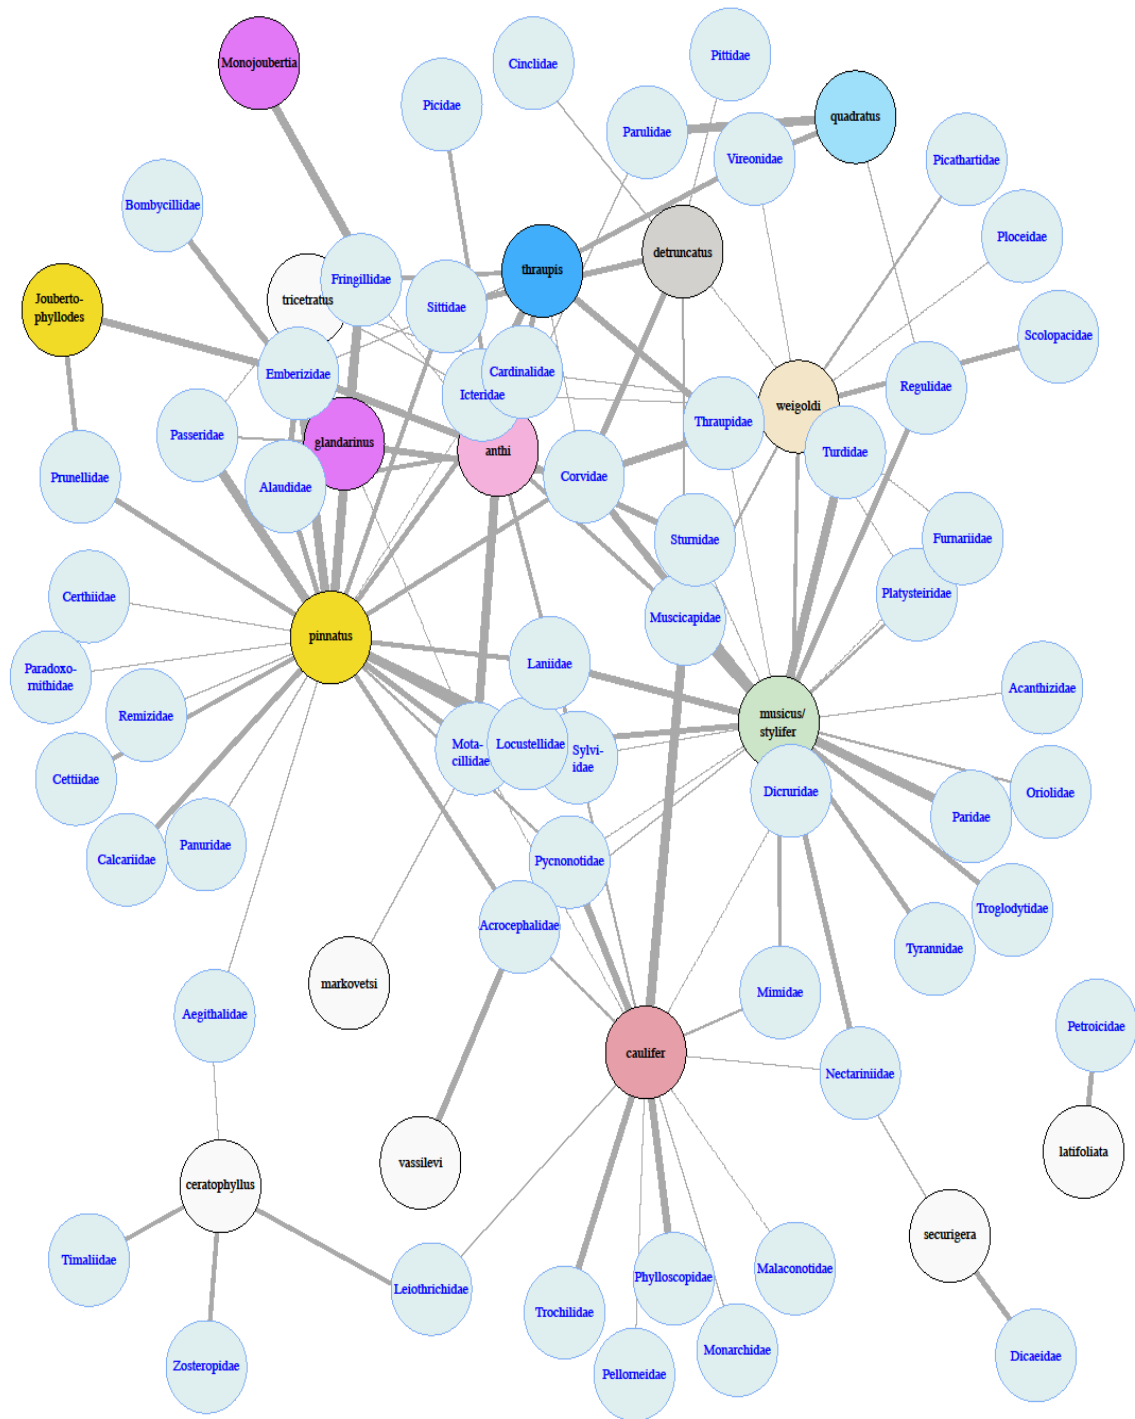 Monojoubertia
Cinclidae
Pittidae
Picidae
Parulidae
quadratus
Vireonidae
Picathartidae
Bombycillidae
Ploceidae
detruncatus
thraupis
Fringillidae
tricetratus
Jouberto-
phyllodes
Sittidae
Scolopacidae
Emberizidae
Cardinalidae
Icteridae
Regulidae
weigoldi
Thraupidae
Passeridae
glandarinus
anthi
Turdidae
Prunellidae
Alaudidae
Corvidae
Sturnidae
Furnariidae
Platysteiridae
Certhiidae
Muscicapidae
pinnatus
Laniidae
Paradoxo-
rnithidae
Acanthizidae
Remizidae
musicus/
stylifer
Mota-
cillidae
Locustellidae
Sylvi-
idae
Cettiidae
Dicruridae
Oriolidae
Paridae
Panuridae
Calcariidae
Pycnonotidae
Troglodytidae
Acrocephalidae
Tyrannidae
markovetsi
Mimidae
Aegithalidae
Petroicidae
caulifer
Nectariniidae
latifoliata
vassilevi
ceratophyllus
securigera
Timaliidae
Malaconotidae
Phylloscopidae
Leiothrichidae
Trochilidae
Monarchidae
Dicaeidae
Zosteropidae
Pellorneidae